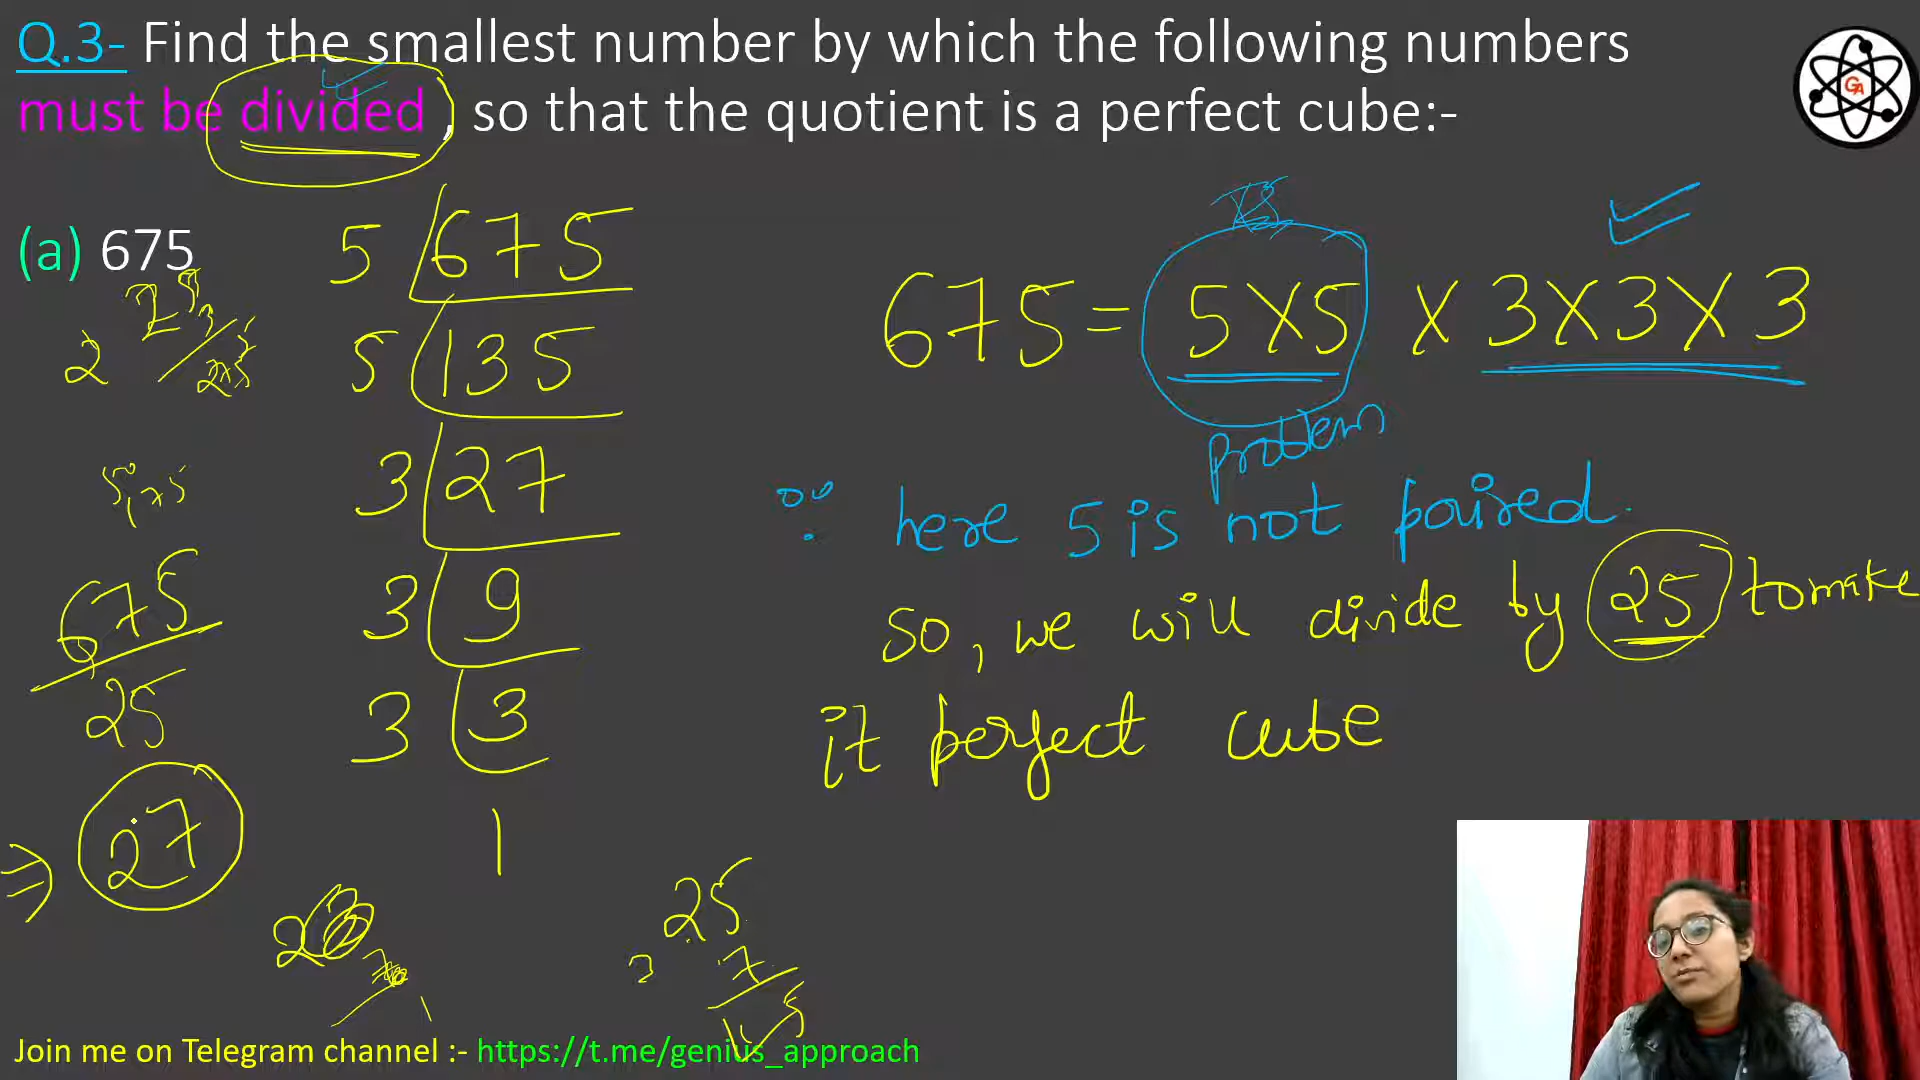 Q.3- Find the smallest number by which the following numbers
must be divided , so that the quotient is a perfect cube:-
GA
(a) 675
5 675
5 135
3 27
3 9
3 3
1
675 = 5×5 × 3×3×3
problem
∵ here 5 is not paired.
so, we will divide by 25 to make
it perfect cube
675
25
⇒ 27
25
7
Join me on Telegram channel :- https://t.me/genius_approach